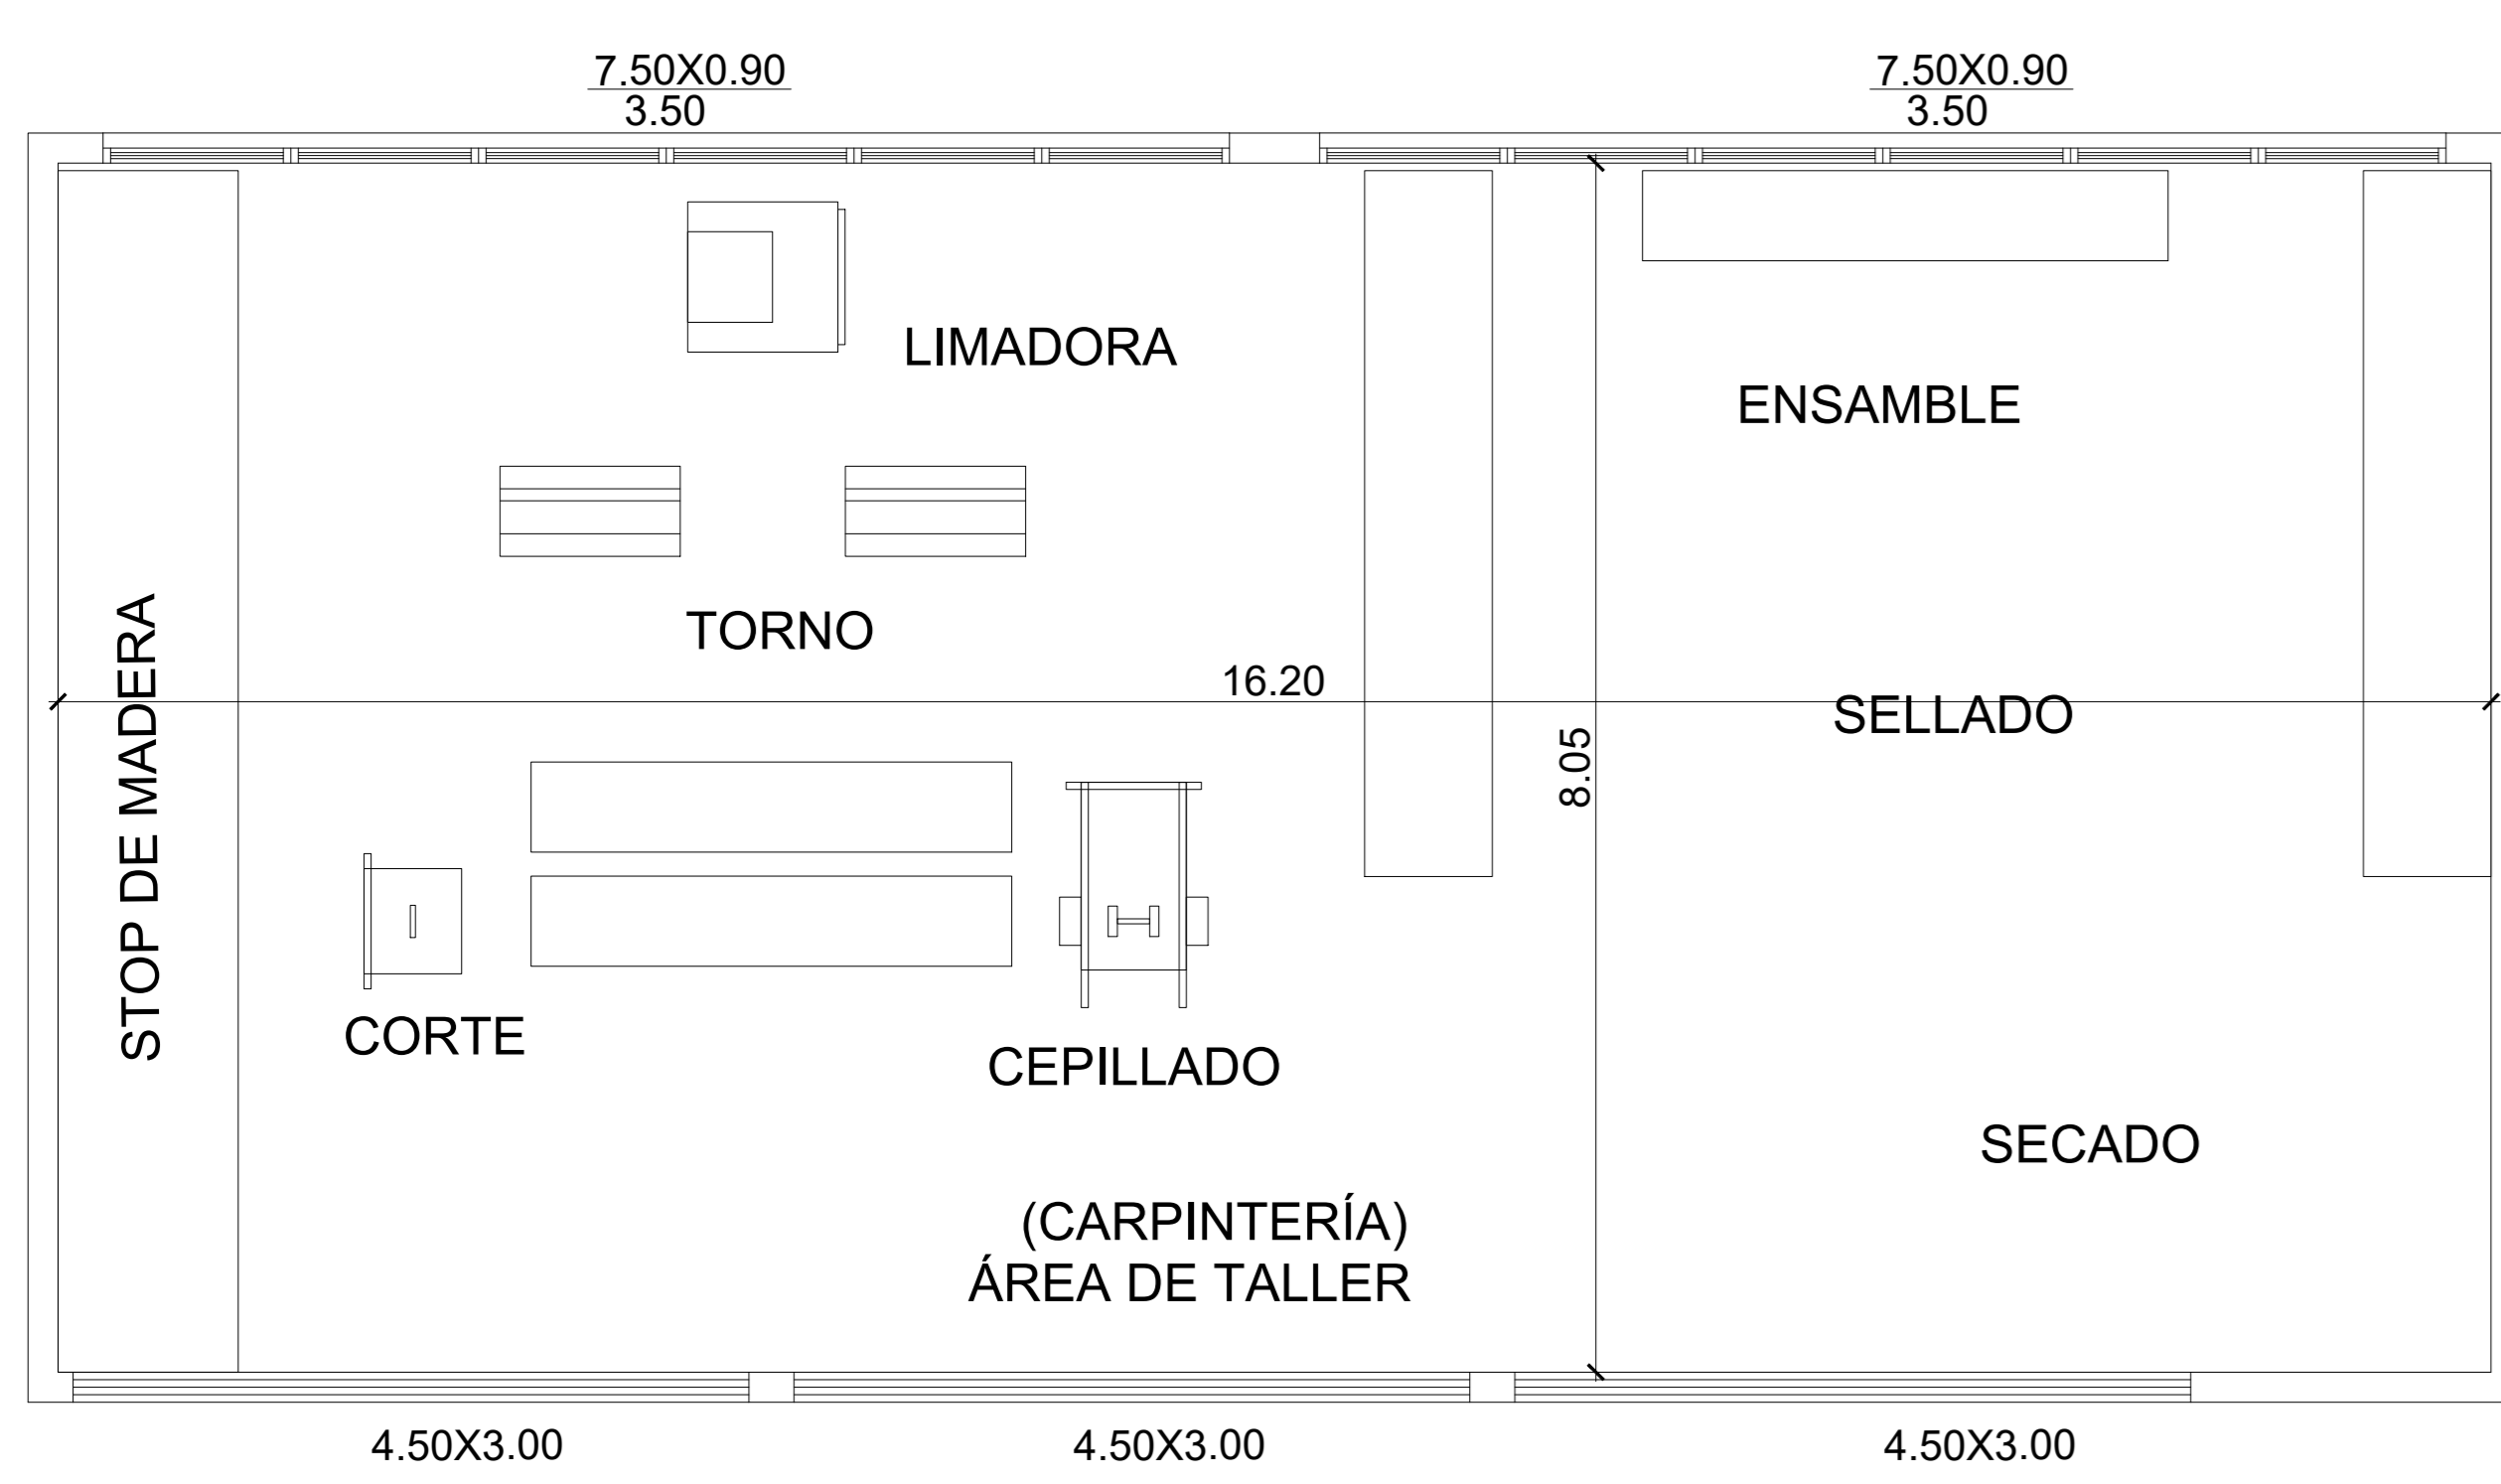 7.50X0.90
3.50
7.50X0.90
3.50
LIMADORA
ENSAMBLE
TORNO
STOP DE MADERA
16.20
SELLADO
8.05
CORTE
CEPILLADO
SECADO
(CARPINTERÍA)
ÁREA DE TALLER
4.50X3.00
4.50X3.00
4.50X3.00